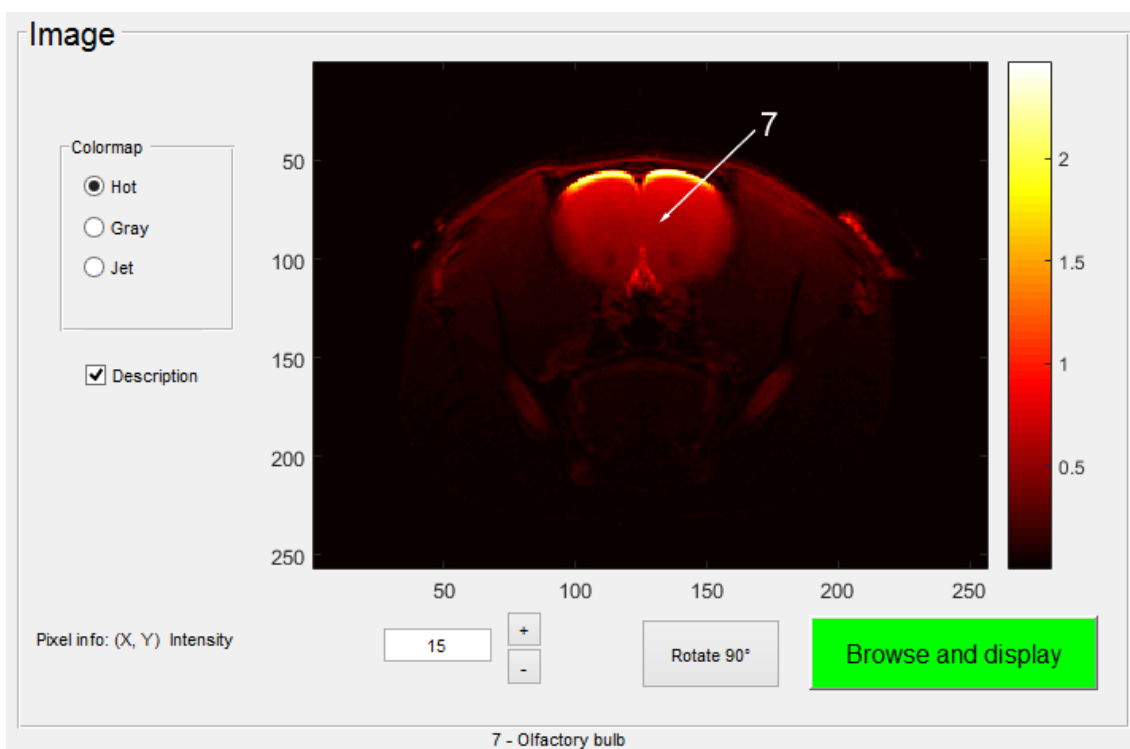 Image
7
Colormap
Hot
Gray
Jet
Description
50
100
150
200
250
50
100
150
200
250
2
1.5
1
0.5
Pixel info: (X, Y) Intensity
15
+
-
Rotate 90°
Browse and display
7 - Olfactory bulb